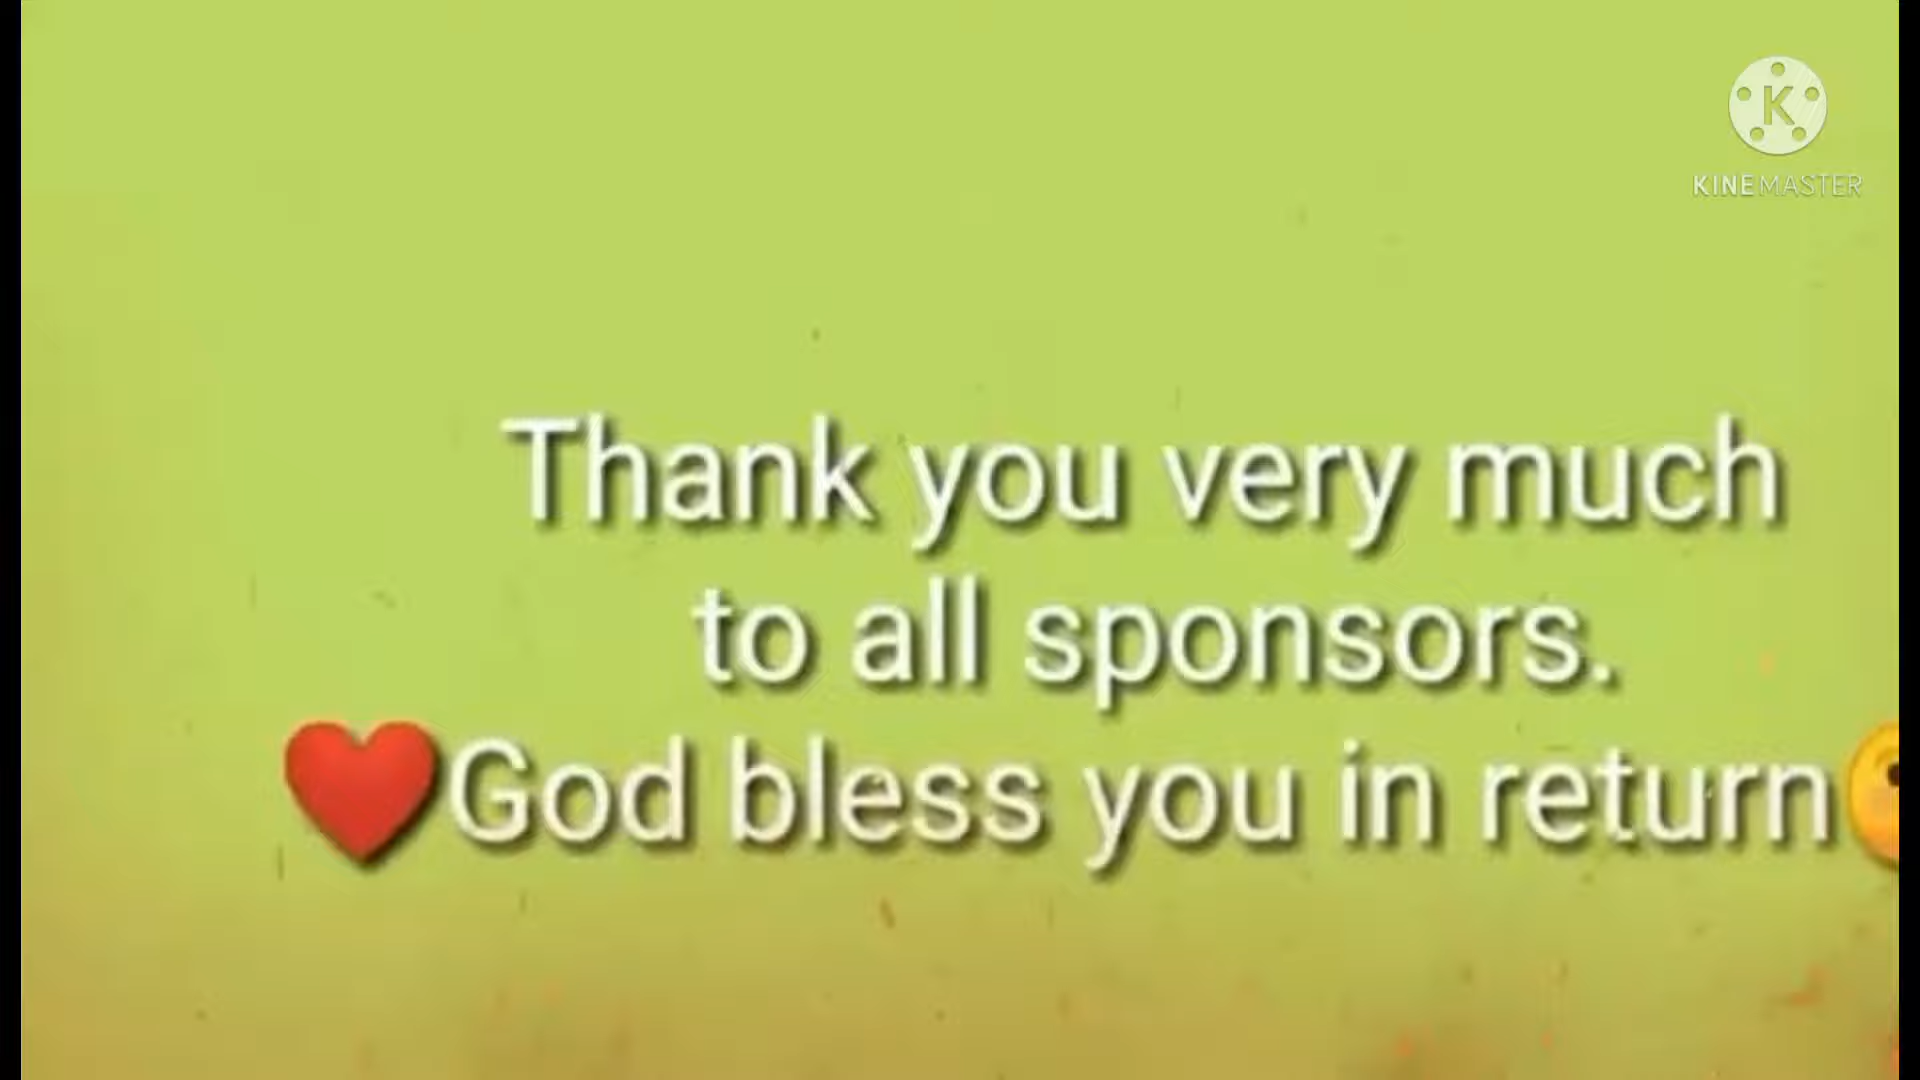 K
KINEMASTER
Thank you very much
to all sponsors.
❤️God bless you in return